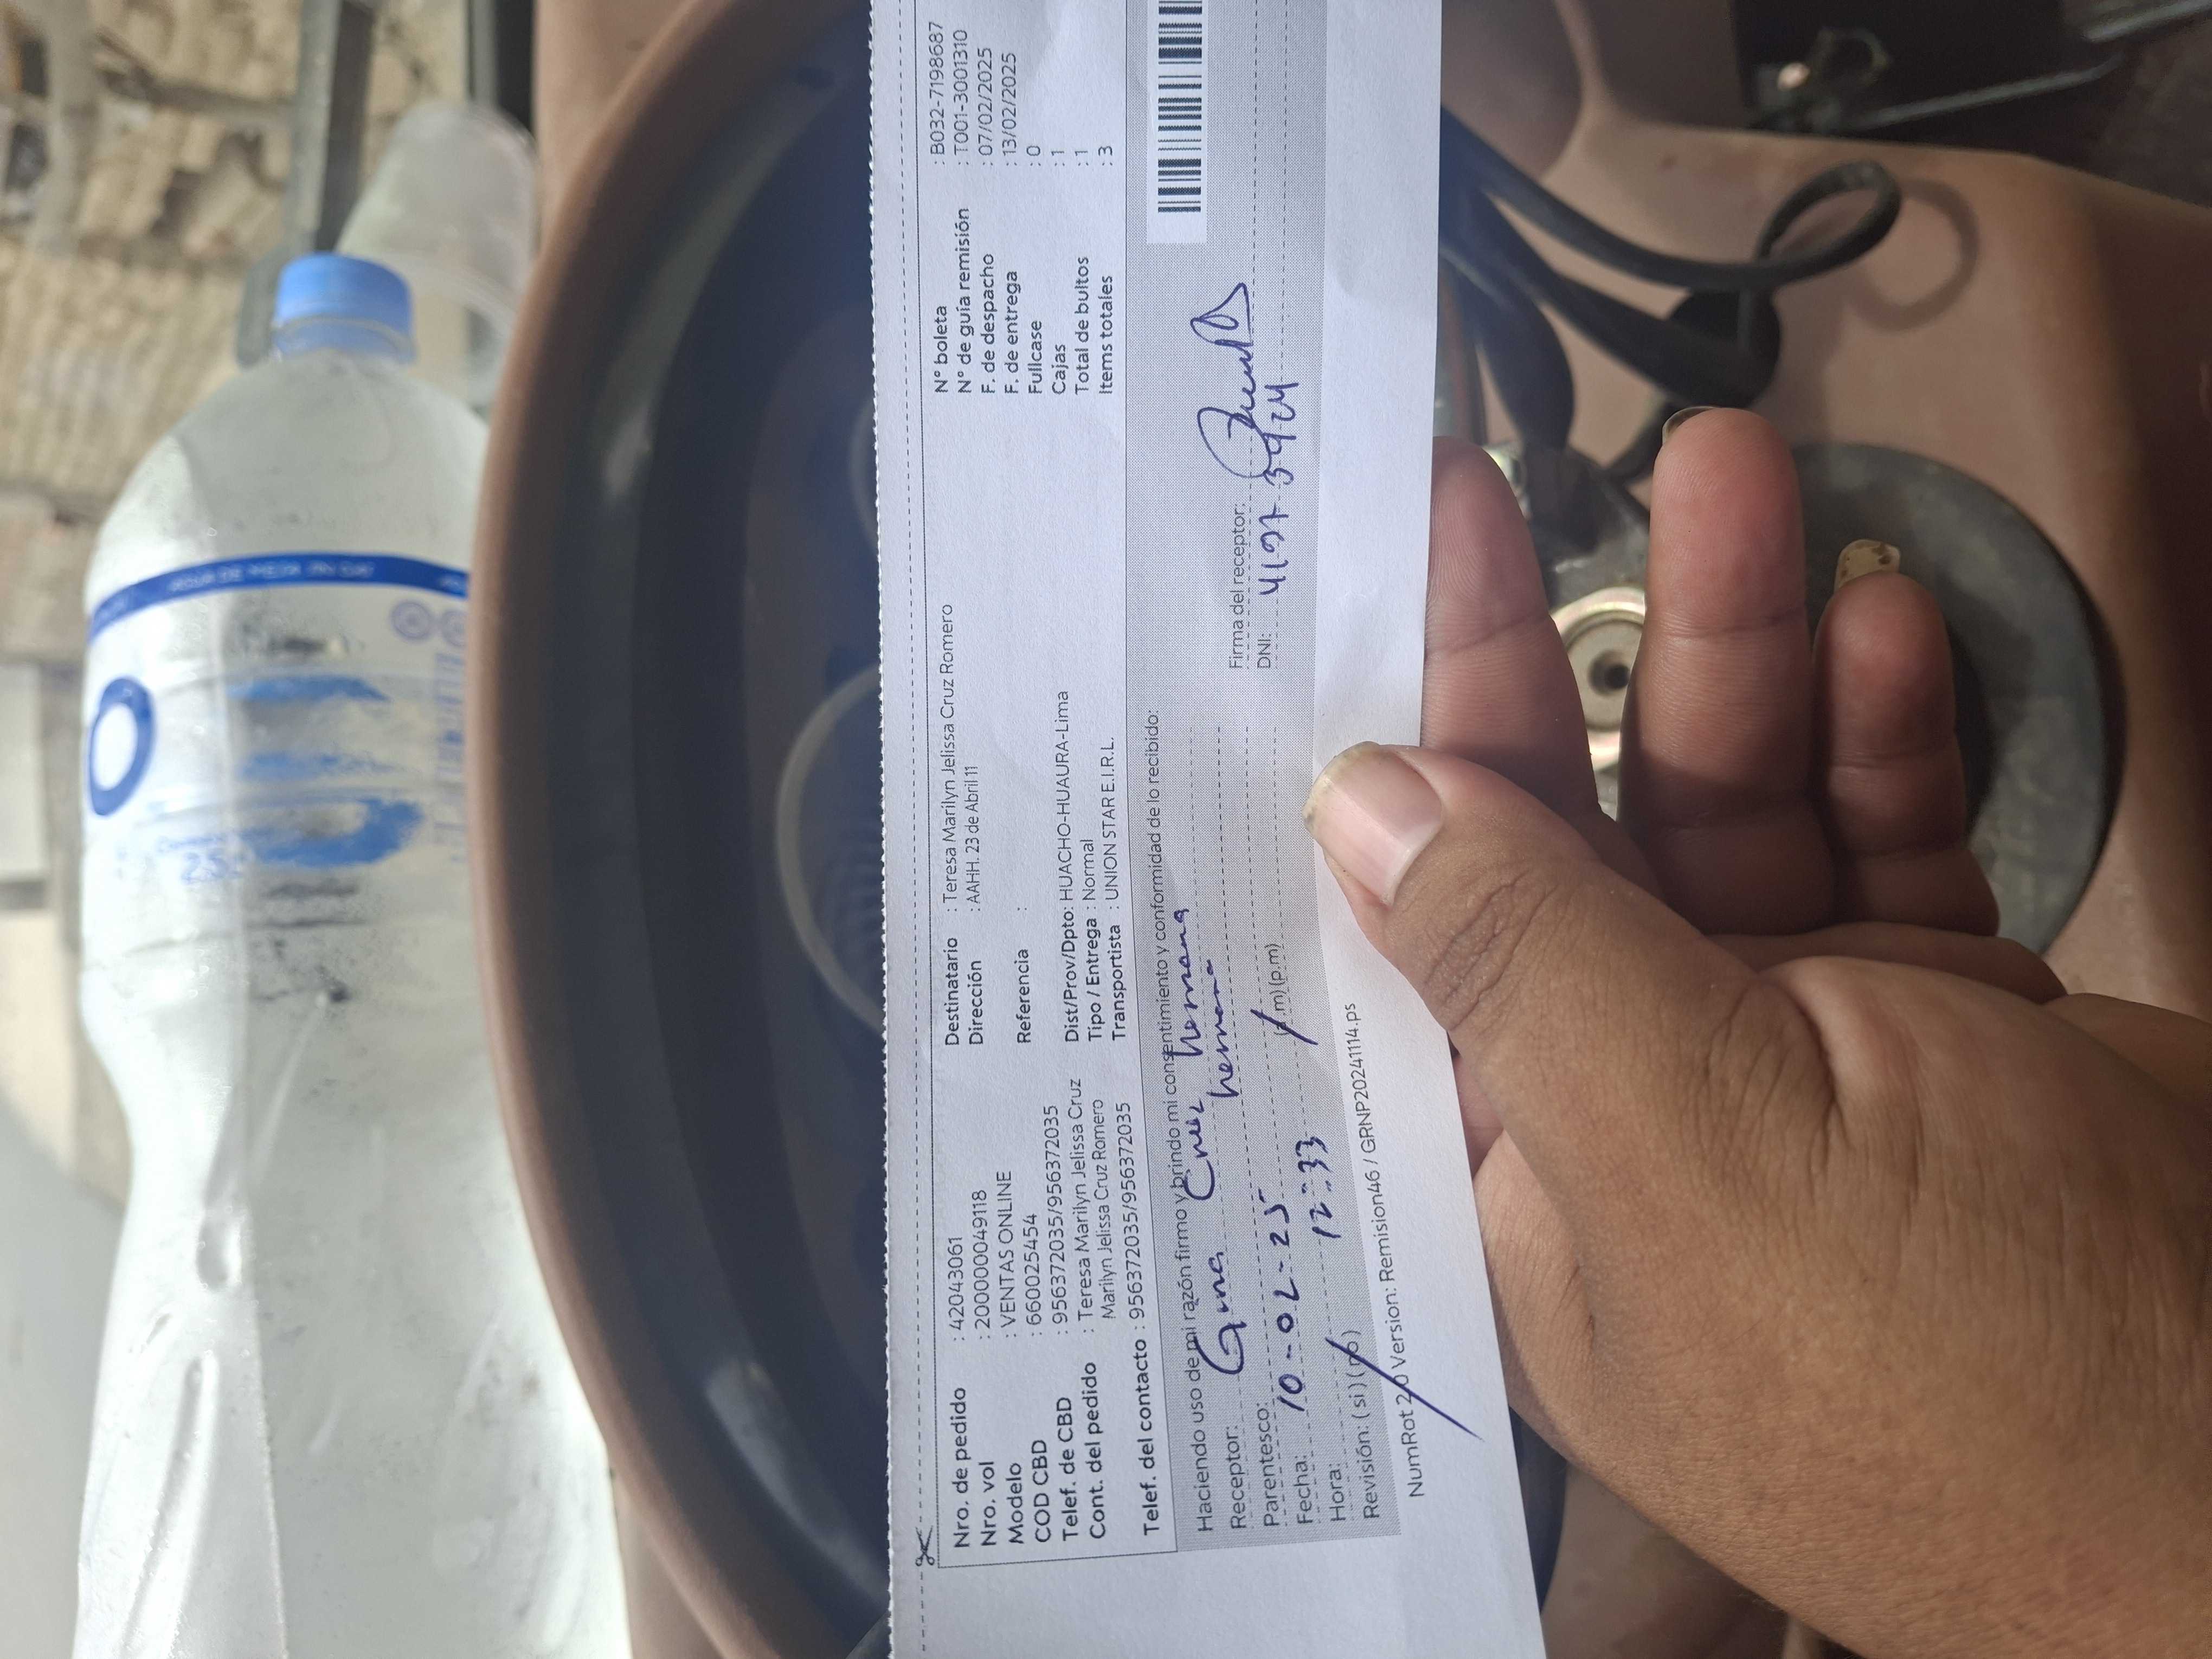 Nro. de pedido : 42043061
Nro. vol : 200000049118
Modelo : VENTAS ONLINE
COD CBD : 660025454
Telef. de CBD : 956372035/956372035
Cont. del pedido : Teresa Marilyn Jelissa Cruz
Marilyn Jelissa Cruz Romero
Telef. del contacto : 956372035/956372035
Destinatario : Teresa Marilyn Jelissa Cruz Romero
Dirección : AAHH. 23 de Abril 11
Referencia :
Dist/Prov/Dpto: HUACHO-HUAURA-Lima
Tipo / Entrega : Normal
Transportista : UNION STAR E.I.R.L.
N° boleta : B032-7198687
N° de guía remisión : T001-3001310
F. de despacho : 07/02/2025
F. de entrega : 13/02/2025
Fullcase : 0
Cajas : 1
Total de bultos : 1
Items totales : 3
Haciendo uso de mi razón firmo y brindo mi consentimiento y conformidad de lo recibido:
Receptor: Gina Cruz hermana
Parentesco: hermana
Fecha: 10-02-25
Hora: 12:33 (a.m)(p.m)
Revisión: (si)(no)
Firma del receptor:
DNI:
NumRot 2.0 Version: Remision46 / GRNP20241114.ps
AGUA DE MESA